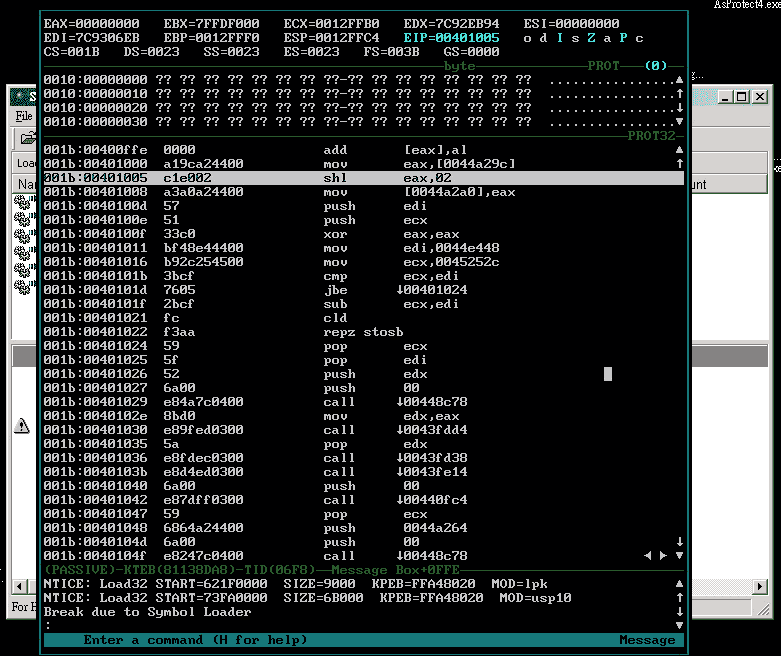 AsProtect4.exe
EAX=00000000   EBX=7FFDF000   ECX=0012FFB0   EDX=7C92EB94   ESI=00000000
EDI=7C9306EB   EBP=0012FFF0   ESP=0012FFC4   EIP=00401005   o d I s Z a P c
CS=001B   DS=0023   SS=0023   ES=0023   FS=003B   GS=0000
byte   PROT   (0)
0010:00000000 ?? ?? ?? ?? ?? ?? ?? ??-?? ?? ?? ?? ?? ?? ?? ??  ................
0010:00000010 ?? ?? ?? ?? ?? ?? ?? ??-?? ?? ?? ?? ?? ?? ?? ??  ................
0010:00000020 ?? ?? ?? ?? ?? ?? ?? ??-?? ?? ?? ?? ?? ?? ?? ??  ................
0010:00000030 ?? ?? ?? ?? ?? ?? ?? ??-?? ?? ?? ?? ?? ?? ?? ??  ................
PROT32
001b:00400ffe  0000                add       [eax],al
001b:00401000  a19ca24400          mov       eax,[0044a29c]
001b:00401005  c1e002              shl       eax,02
001b:00401008  a3a0a24400          mov       [0044a2a0],eax
001b:0040100d  57                  push      edi
001b:0040100e  51                  push      ecx
001b:0040100f  33c0                xor       eax,eax
001b:00401011  bf48e44400          mov       edi,0044e448
001b:00401016  b92c254500          mov       ecx,0045252c
001b:0040101b  3bcf                cmp       ecx,edi
001b:0040101d  7605                jbe       ↓00401024
001b:0040101f  2bcf                sub       ecx,edi
001b:00401021  fc                  cld
001b:00401022  f3aa                repz stosb
001b:00401024  59                  pop       ecx
001b:00401025  5f                  pop       edi
001b:00401026  52                  push      edx
001b:00401027  6a00                push      00
001b:00401029  e84a7c0400          call      ↓00448c78
001b:0040102e  8bd0                mov       edx,eax
001b:00401030  e89fed0300          call      ↓0043fdd4
001b:00401035  5a                  pop       edx
001b:00401036  e8fdec0300          call      ↓0043fd38
001b:0040103b  e8d4ed0300          call      ↓0043fe14
001b:00401040  6a00                push      00
001b:00401042  e87dff0300          call      ↓00440fc4
001b:00401047  59                  pop       ecx
001b:00401048  6864a24400          push      0044a264
001b:0040104d  6a00                push      00
001b:0040104f  e8247c0400          call      ↓00448c78
(PASSIVE)-KTEB(81138DA8)-TID(06F8)—Message Box+0FFE
NTICE: Load32 START=621F0000  SIZE=9000  KPEB=FFA48020  MOD=lpk
NTICE: Load32 START=73FA0000  SIZE=6B000  KPEB=FFA48020  MOD=usp10
Break due to Symbol Loader
:
Enter a command (H for help)   Message
File
For H